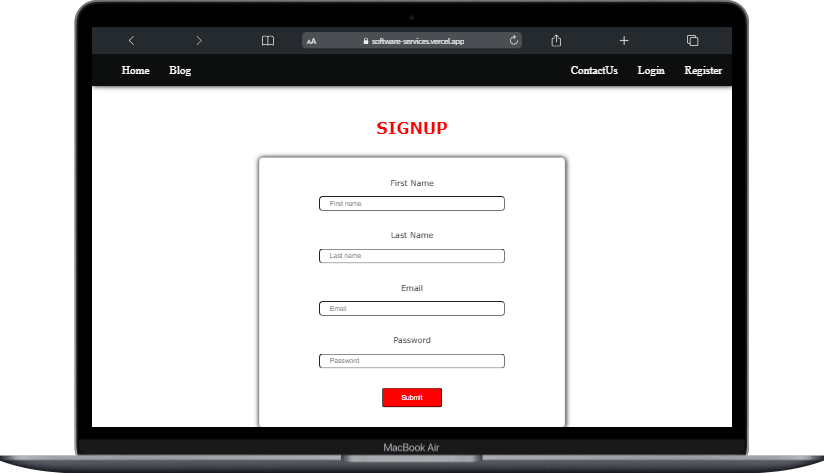 AA software-services.vercel.app
Home Blog ContactUs Login Register
SIGNUP
First Name
First name
Last Name
Last name
Email
Email
Password
Password
Submit
MacBook Air